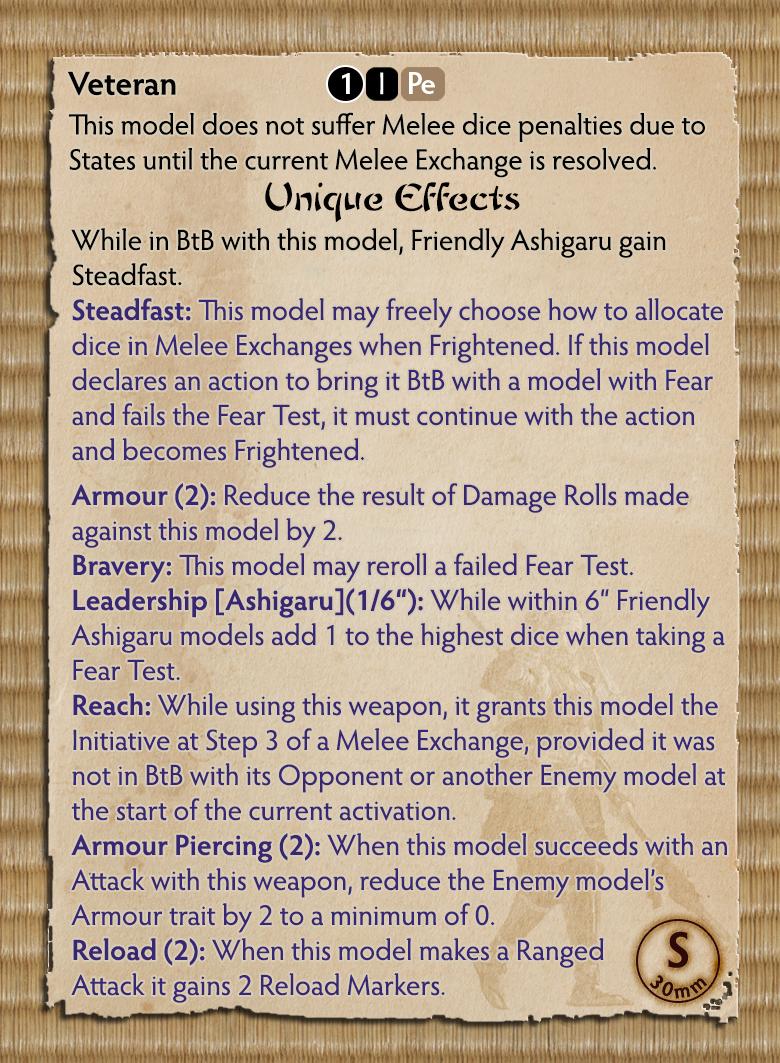 Veteran 1 I Pe
This model does not suffer Melee dice penalties due to
States until the current Melee Exchange is resolved.
Unique Effects
While in BtB with this model, Friendly Ashigaru gain
Steadfast.
Steadfast: This model may freely choose how to allocate
dice in Melee Exchanges when Frightened. If this model
declares an action to bring it BtB with a model with Fear
and fails the Fear Test, it must continue with the action
and becomes Frightened.
Armour (2): Reduce the result of Damage Rolls made
against this model by 2.
Bravery: This model may reroll a failed Fear Test.
Leadership [Ashigaru](1/6“): While within 6“ Friendly
Ashigaru models add 1 to the highest dice when taking a
Fear Test.
Reach: While using this weapon, it grants this model the
Initiative at Step 3 of a Melee Exchange, provided it was
not in BtB with its Opponent or another Enemy model at
the start of the current activation.
Armour Piercing (2): When this model succeeds with an
Attack with this weapon, reduce the Enemy model’s
Armour trait by 2 to a minimum of 0.
Reload (2): When this model makes a Ranged
Attack it gains 2 Reload Markers.
S
30mm